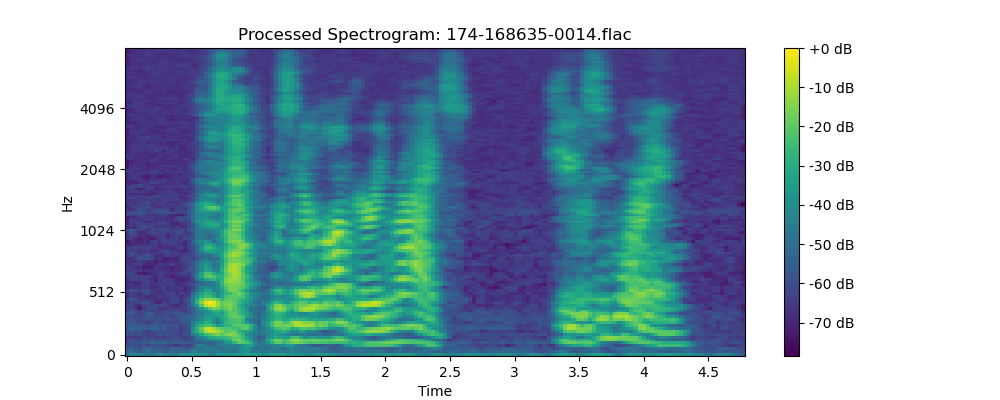 Processed Spectrogram: 174-168635-0014.flac
Hz
4096
2048
1024
512
0
0 0.5 1 1.5 2 2.5 3 3.5 4 4.5
Time
+0 dB
-10 dB
-20 dB
-30 dB
-40 dB
-50 dB
-60 dB
-70 dB